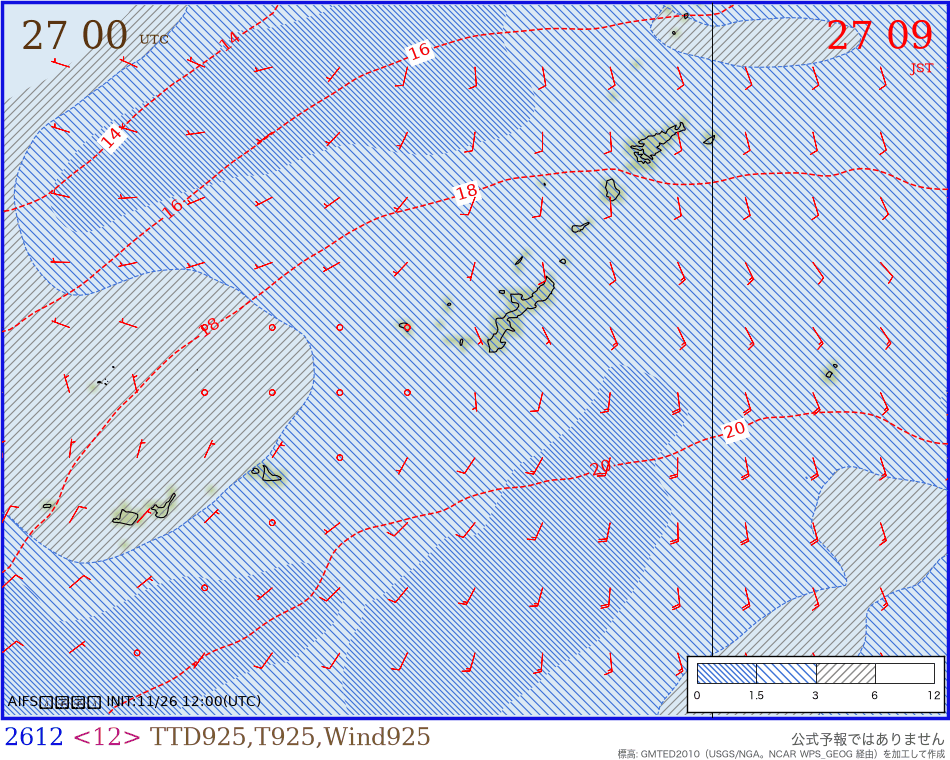 27 00 UTC
27 09
JST
14
16
14
16
18
18
20
20
AIFS INIT:11/26 12:00(UTC)
0 1.5 3 6 12
2612 <12> TTD925,T925,Wind925
公式予報ではありません
標高: GMTED2010（USGS/NGA。NCAR WPS_GEOG 経由）を加工して作成